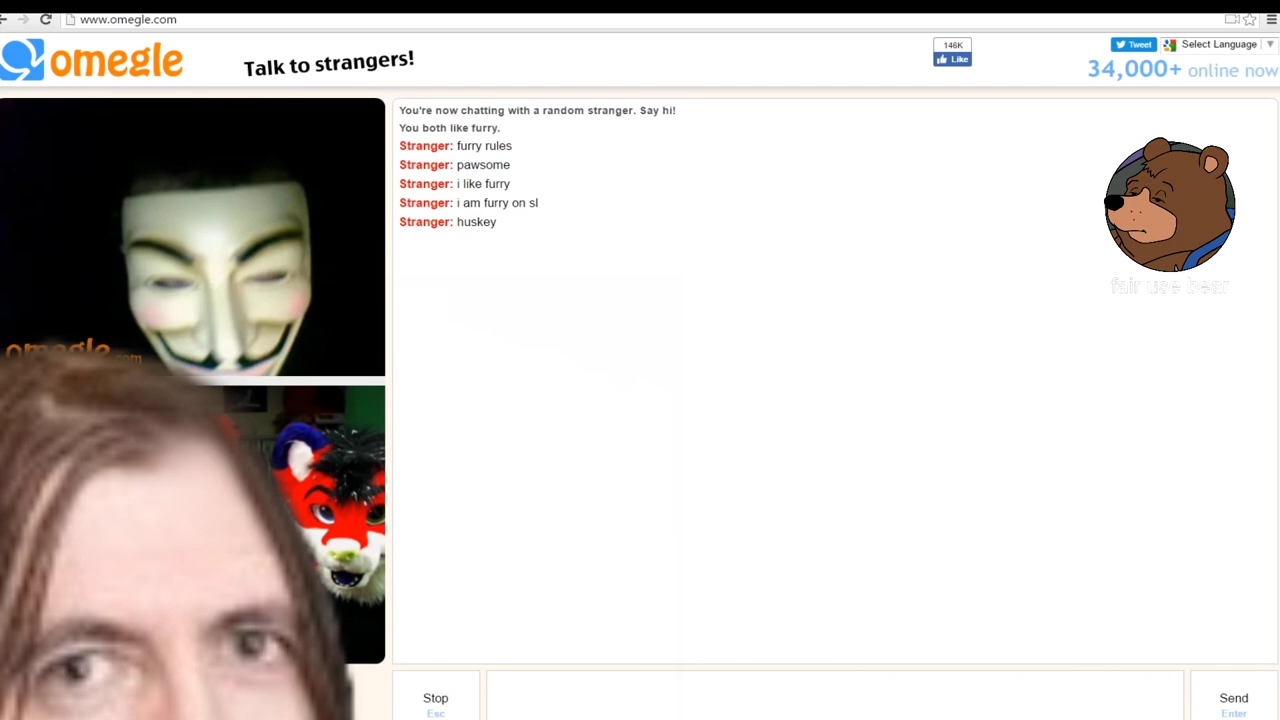 www.omegle.com
omegle
Talk to strangers!
146K
Like
Tweet
Select Language
34,000+ online now
You're now chatting with a random stranger. Say hi!
You both like furry.
Stranger: furry rules
Stranger: pawsome
Stranger: i like furry
Stranger: i am furry on sl
Stranger: huskey
fair use bear
omegle.com
Stop
Esc
Send
Enter